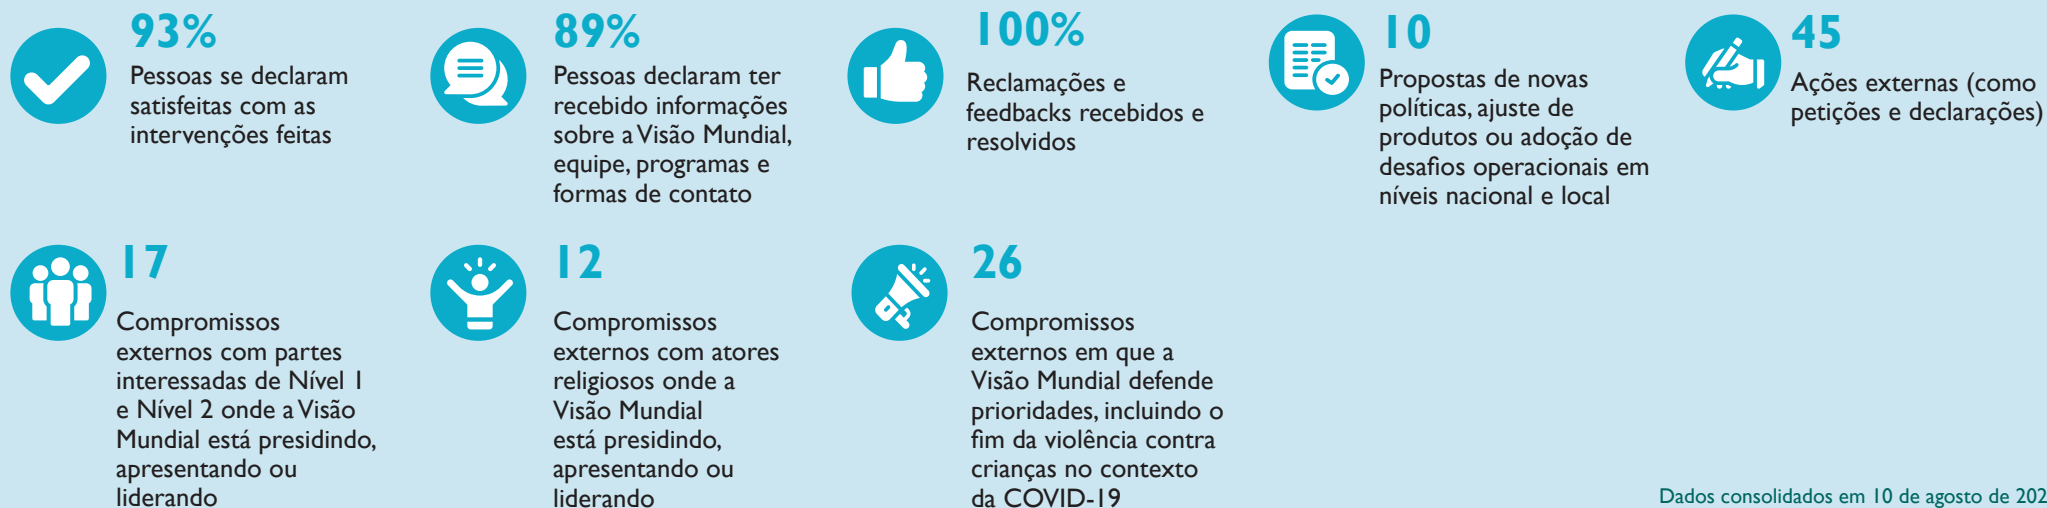 93%
Pessoas se declaram
satisfeitas com as
intervenções feitas
89%
Pessoas declaram ter
recebido informações
sobre a Visão Mundial,
equipe, programas e
formas de contato
100%
Reclamações e
feedbacks recebidos e
resolvidos
10
Propostas de novas
políticas, ajuste de
produtos ou adoção de
desafios operacionais em
níveis nacional e local
45
Ações externas (como
petições e declarações)
17
Compromissos
externos com partes
interessadas de Nível 1
e Nível 2 onde a Visão
Mundial está presidindo,
apresentando ou
liderando
12
Compromissos
externos com atores
religiosos onde a
Visão Mundial
está presidindo,
apresentando ou
liderando
26
Compromissos
externos em que a
Visão Mundial defende
prioridades, incluindo o
fim da violência contra
crianças no contexto
da COVID-19
Dados consolidados em 10 de agosto de